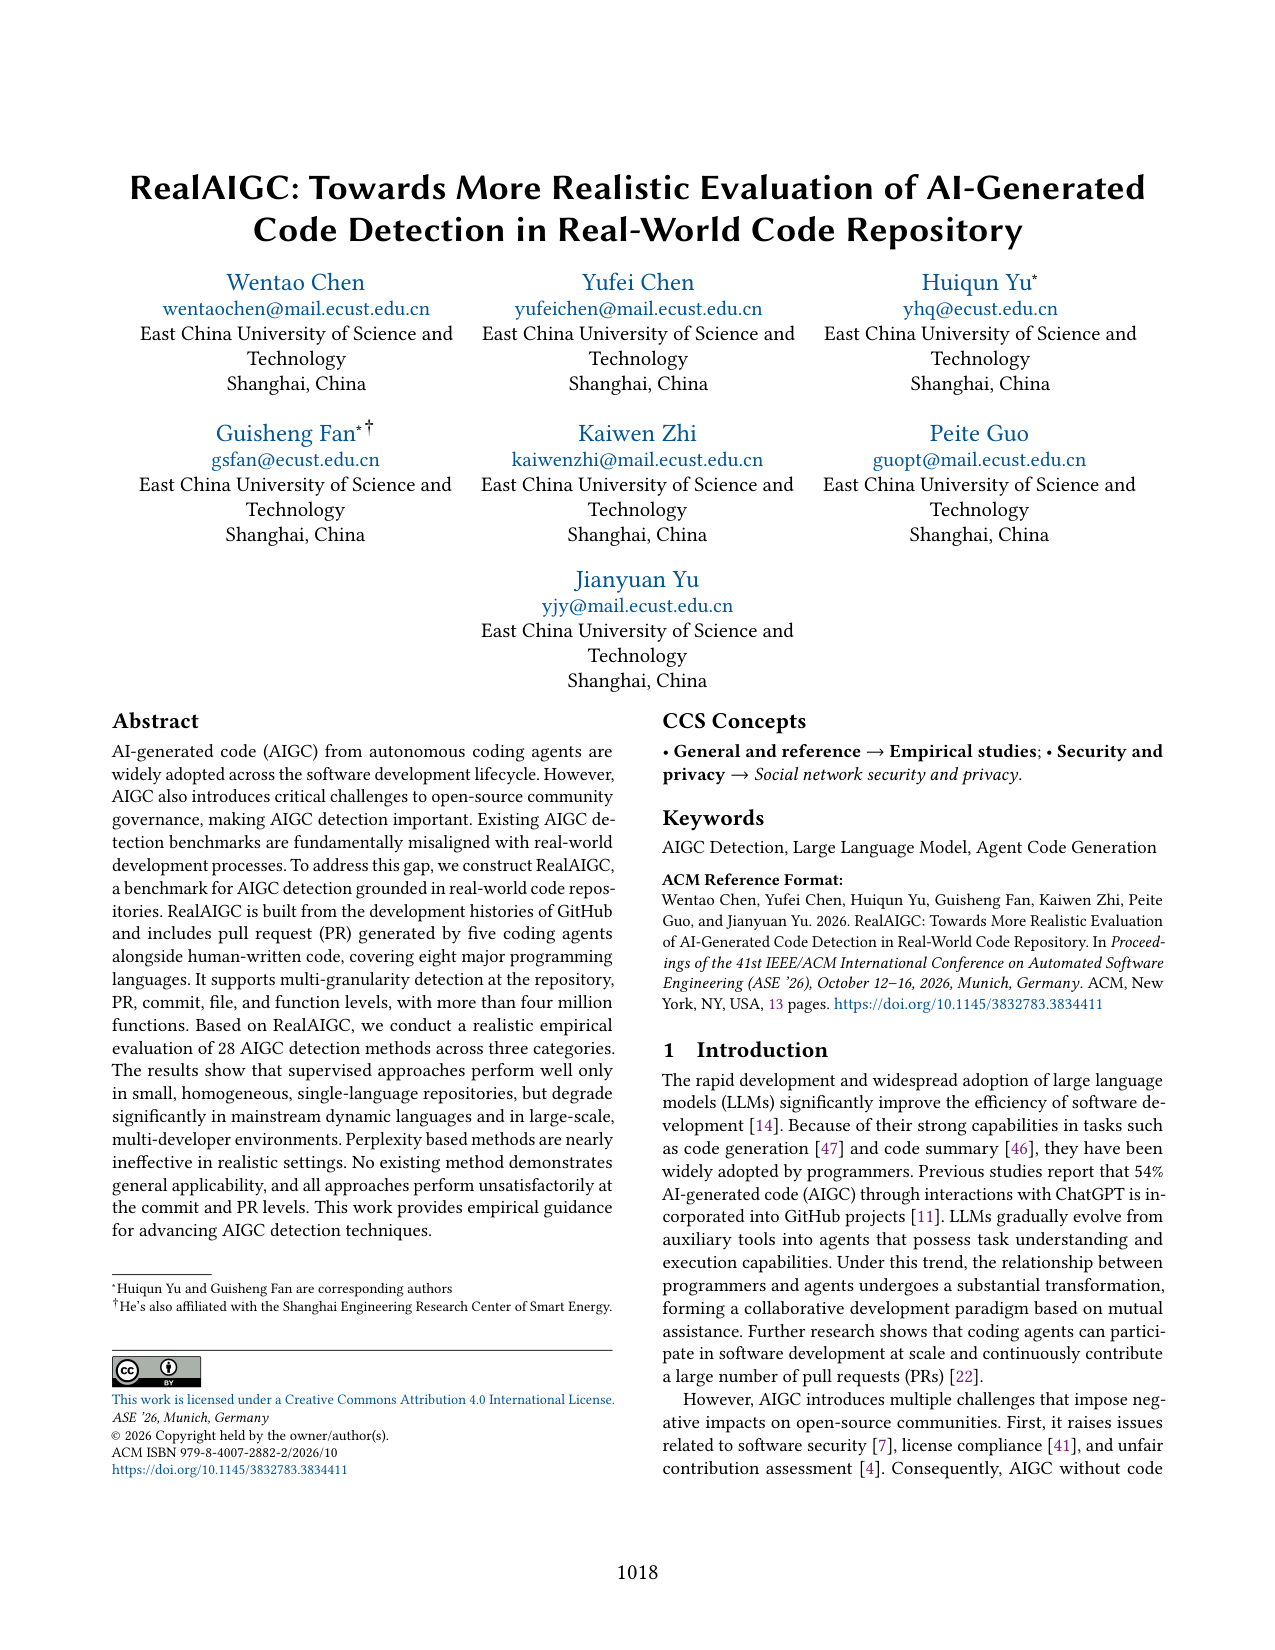 RealAIGC: Towards More Realistic Evaluation of AI-Generated
Code Detection in Real-World Code Repository
Wentao Chen
wentaochen@mail.ecust.edu.cn
East China University of Science and
Technology
Shanghai, China
Yufei Chen
yufeichen@mail.ecust.edu.cn
East China University of Science and
Technology
Shanghai, China
Huiqun Yu*
yhq@ecust.edu.cn
East China University of Science and
Technology
Shanghai, China
Guisheng Fan*†
gsfan@ecust.edu.cn
East China University of Science and
Technology
Shanghai, China
Kaiwen Zhi
kaiwenzhi@mail.ecust.edu.cn
East China University of Science and
Technology
Shanghai, China
Peite Guo
guopt@mail.ecust.edu.cn
East China University of Science and
Technology
Shanghai, China
Jianyuan Yu
yjy@mail.ecust.edu.cn
East China University of Science and
Technology
Shanghai, China
Abstract
AI-generated code (AIGC) from autonomous coding agents are
widely adopted across the software development lifecycle. However,
AIGC also introduces critical challenges to open-source community
governance, making AIGC detection important. Existing AIGC de-
tection benchmarks are fundamentally misaligned with real-world
development processes. To address this gap, we construct RealAIGC,
a benchmark for AIGC detection grounded in real-world code repos-
itories. RealAIGC is built from the development histories of GitHub
and includes pull request (PR) generated by five coding agents
alongside human-written code, covering eight major programming
languages. It supports multi-granularity detection at the repository,
PR, commit, file, and function levels, with more than four million
functions. Based on RealAIGC, we conduct a realistic empirical
evaluation of 28 AIGC detection methods across three categories.
The results show that supervised approaches perform well only
in small, homogeneous, single-language repositories, but degrade
significantly in mainstream dynamic languages and in large-scale,
multi-developer environments. Perplexity based methods are nearly
ineffective in realistic settings. No existing method demonstrates
general applicability, and all approaches perform unsatisfactorily at
the commit and PR levels. This work provides empirical guidance
for advancing AIGC detection techniques.
*Huiqun Yu and Guisheng Fan are corresponding authors
†He's also affiliated with the Shanghai Engineering Research Center of Smart Energy.
cc BY
This work is licensed under a Creative Commons Attribution 4.0 International License.
ASE '26, Munich, Germany
© 2026 Copyright held by the owner/author(s).
ACM ISBN 979-8-4007-2882-2/2026/10
https://doi.org/10.1145/3832783.3834411
CCS Concepts
• General and reference → Empirical studies; • Security and
privacy → Social network security and privacy.
Keywords
AIGC Detection, Large Language Model, Agent Code Generation
ACM Reference Format:
Wentao Chen, Yufei Chen, Huiqun Yu, Guisheng Fan, Kaiwen Zhi, Peite
Guo, and Jianyuan Yu. 2026. RealAIGC: Towards More Realistic Evaluation
of AI-Generated Code Detection in Real-World Code Repository. In Proceed-
ings of the 41st IEEE/ACM International Conference on Automated Software
Engineering (ASE '26), October 12–16, 2026, Munich, Germany. ACM, New
York, NY, USA, 13 pages. https://doi.org/10.1145/3832783.3834411
1 Introduction
The rapid development and widespread adoption of large language
models (LLMs) significantly improve the efficiency of software de-
velopment [14]. Because of their strong capabilities in tasks such
as code generation [47] and code summary [46], they have been
widely adopted by programmers. Previous studies report that 54%
AI-generated code (AIGC) through interactions with ChatGPT is in-
corporated into GitHub projects [11]. LLMs gradually evolve from
auxiliary tools into agents that possess task understanding and
execution capabilities. Under this trend, the relationship between
programmers and agents undergoes a substantial transformation,
forming a collaborative development paradigm based on mutual
assistance. Further research shows that coding agents can partici-
pate in software development at scale and continuously contribute
a large number of pull requests (PRs) [22].
However, AIGC introduces multiple challenges that impose neg-
ative impacts on open-source communities. First, it raises issues
related to software security [7], license compliance [41], and unfair
contribution assessment [4]. Consequently, AIGC without code
1018